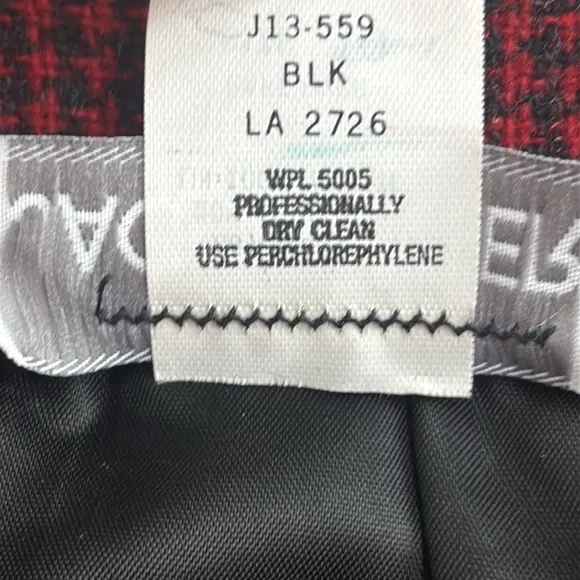 J13-559
BLK
LA 2726
WPL 5005
PROFESSIONALLY
DRY CLEAN
USE PERCHLOREPHYLENE